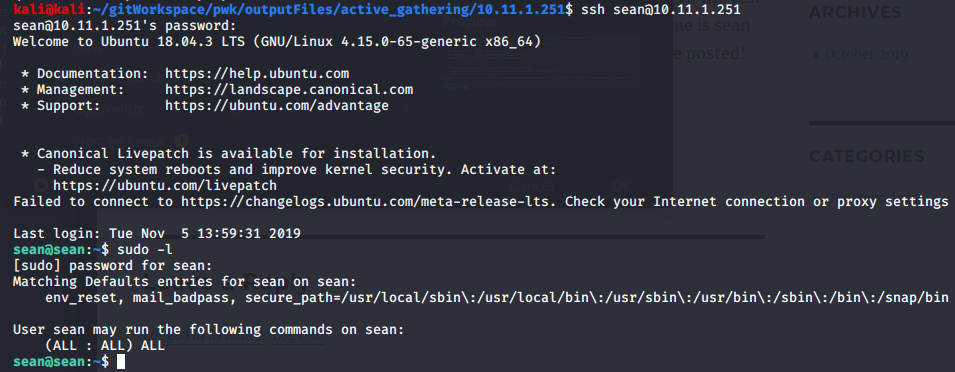 kali@kali:~/gitWorkspace/pwk/outputFiles/active_gathering/10.11.1.251$ ssh sean@10.11.1.251
sean@10.11.1.251's password:
Welcome to Ubuntu 18.04.3 LTS (GNU/Linux 4.15.0-65-generic x86_64)
* Documentation: https://help.ubuntu.com
* Management: https://landscape.canonical.com
* Support: https://ubuntu.com/advantage
* Canonical Livepatch is available for installation.
- Reduce system reboots and improve kernel security. Activate at:
https://ubuntu.com/livepatch
Failed to connect to https://changelogs.ubuntu.com/meta-release-lts. Check your Internet connection or proxy settings
Last login: Tue Nov  5 13:59:31 2019
sean@sean:~$ sudo -l
[sudo] password for sean:
Matching Defaults entries for sean on sean:
env_reset, mail_badpass, secure_path=/usr/local/sbin\:/usr/local/bin\:/usr/sbin\:/usr/bin\:/sbin\:/bin\:/snap/bin
User sean may run the following commands on sean:
(ALL : ALL) ALL
sean@sean:~$
ARCHIVES
me is sean
e posted!
October 2019
CATEGORIES